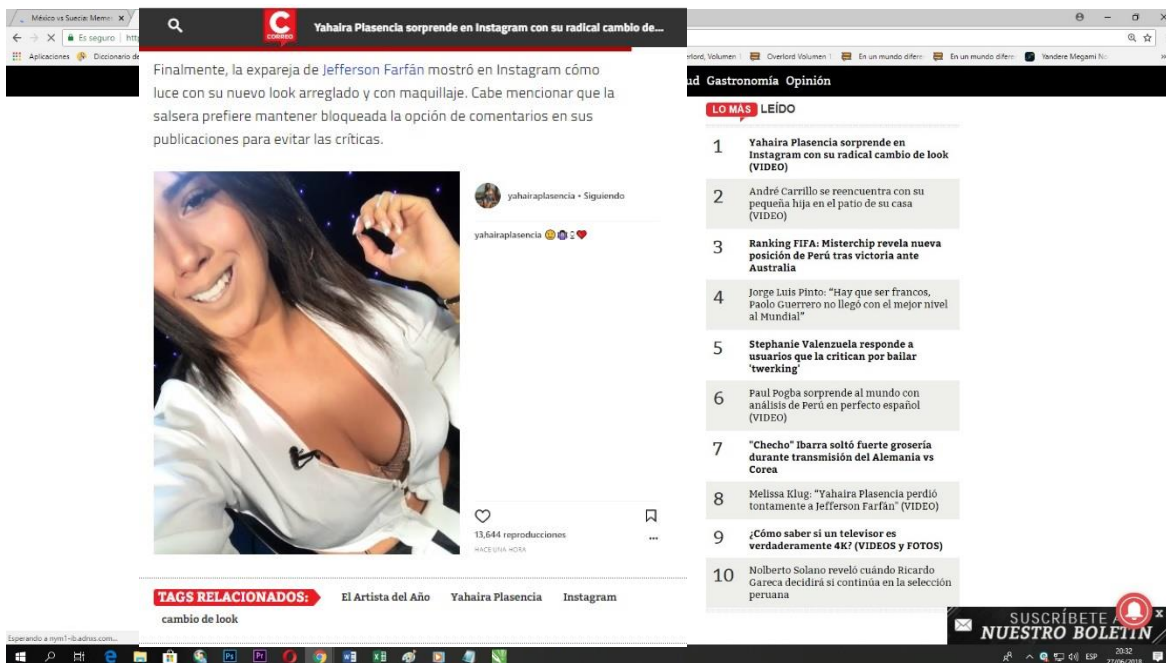 México vs Suecia: Meme
Es seguro | http
Aplicaciones Diccionario de
Overlord Volumen 1 En un mundo difere En un mundo difere Yandere Megami No
CORREO
Yahaira Plasencia sorprende en Instagram con su radical cambio de...
Finalmente, la expareja de Jefferson Farfán mostró en Instagram cómo
luce con su nuevo look arreglado y con maquillaje. Cabe mencionar que la
salsera prefiere mantener bloqueada la opción de comentarios en sus
publicaciones para evitar las críticas.
yahairaplasencia • Siguiendo
yahairaplasencia
13,644 reproducciones
HACE UNA HORA
TAGS RELACIONADOS: El Artista del Año Yahaira Plasencia Instagram
cambio de look
ud Gastronomía Opinión
LO MÁS LEÍDO
1 Yahaira Plasencia sorprende en
Instagram con su radical cambio de look
(VIDEO)
2 André Carrillo se reencuentra con su
pequeña hija en el patio de su casa
(VIDEO)
3 Ranking FIFA: Misterchip revela nueva
posición de Perú tras victoria ante
Australia
4 Jorge Luis Pinto: "Hay que ser francos,
Paolo Guerrero no llegó con el mejor nivel
al Mundial"
5 Stephanie Valenzuela responde a
usuarios que la critican por bailar
'twerking'
6 Paul Pogba sorprende al mundo con
análisis de Perú en perfecto español
(VIDEO)
7 "Checho" Ibarra soltó fuerte grosería
durante transmisión del Alemania vs
Corea
8 Melissa Klug: "Yahaira Plasencia perdió
tontamente a Jefferson Farfán" (VIDEO)
9 ¿Cómo saber si un televisor es
verdaderamente 4K? (VIDEOS y FOTOS)
10 Nolberto Solano reveló cuándo Ricardo
Gareca decidirá si continúa en la selección
peruana
SUSCRÍBETE A
NUESTRO BOLETÍN
x
Esperando a nym1-ib.adnxs.com...
ESP
20:32
27/06/2018